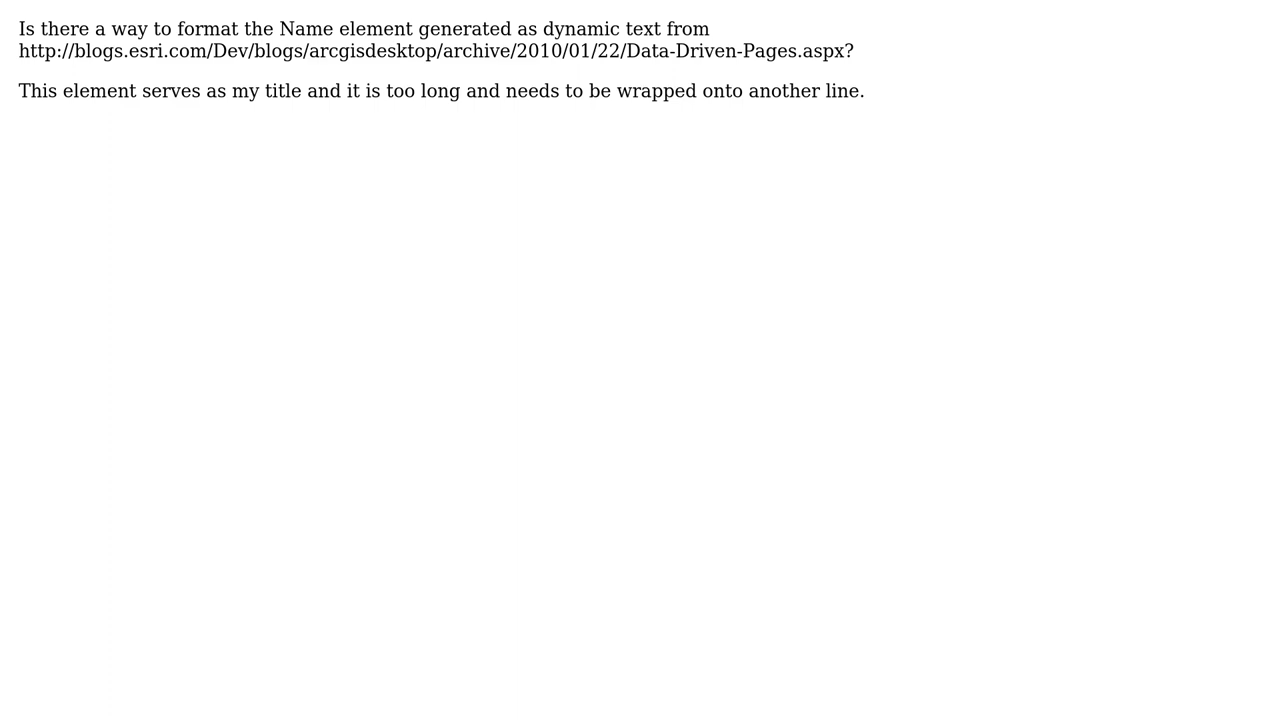 Is there a way to format the Name element generated as dynamic text from
http://blogs.esri.com/Dev/blogs/arcgisdesktop/archive/2010/01/22/Data-Driven-Pages.aspx?
This element serves as my title and it is too long and needs to be wrapped onto another line.